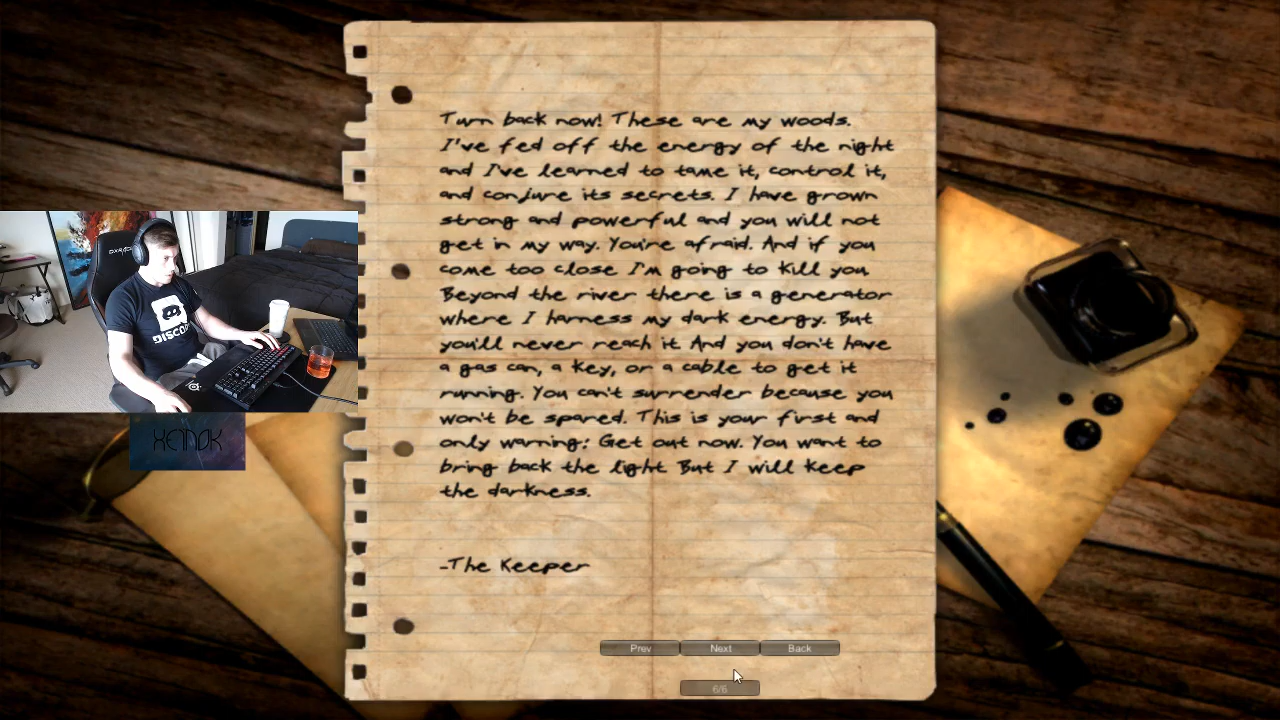 Turn back now! These are my woods.
I've fed off the energy of the night
and I've learned to tame it, control it,
and conjure its secrets. I have grown
strong and powerful and you will not
get in my way. You're afraid. And if you
come too close I'm going to kill you
Beyond the river there is a generator
where I harness my dark energy. But
you'll never reach it. And you don't have
a gas can, a key, or a cable to get it
running. You can't surrender because you
won't be spared. This is your first and
only warning: Get out now. You want to
bring back the light But I will keep
the darkness.
-The Keeper
Prev Next Back
6/6
DISCORD